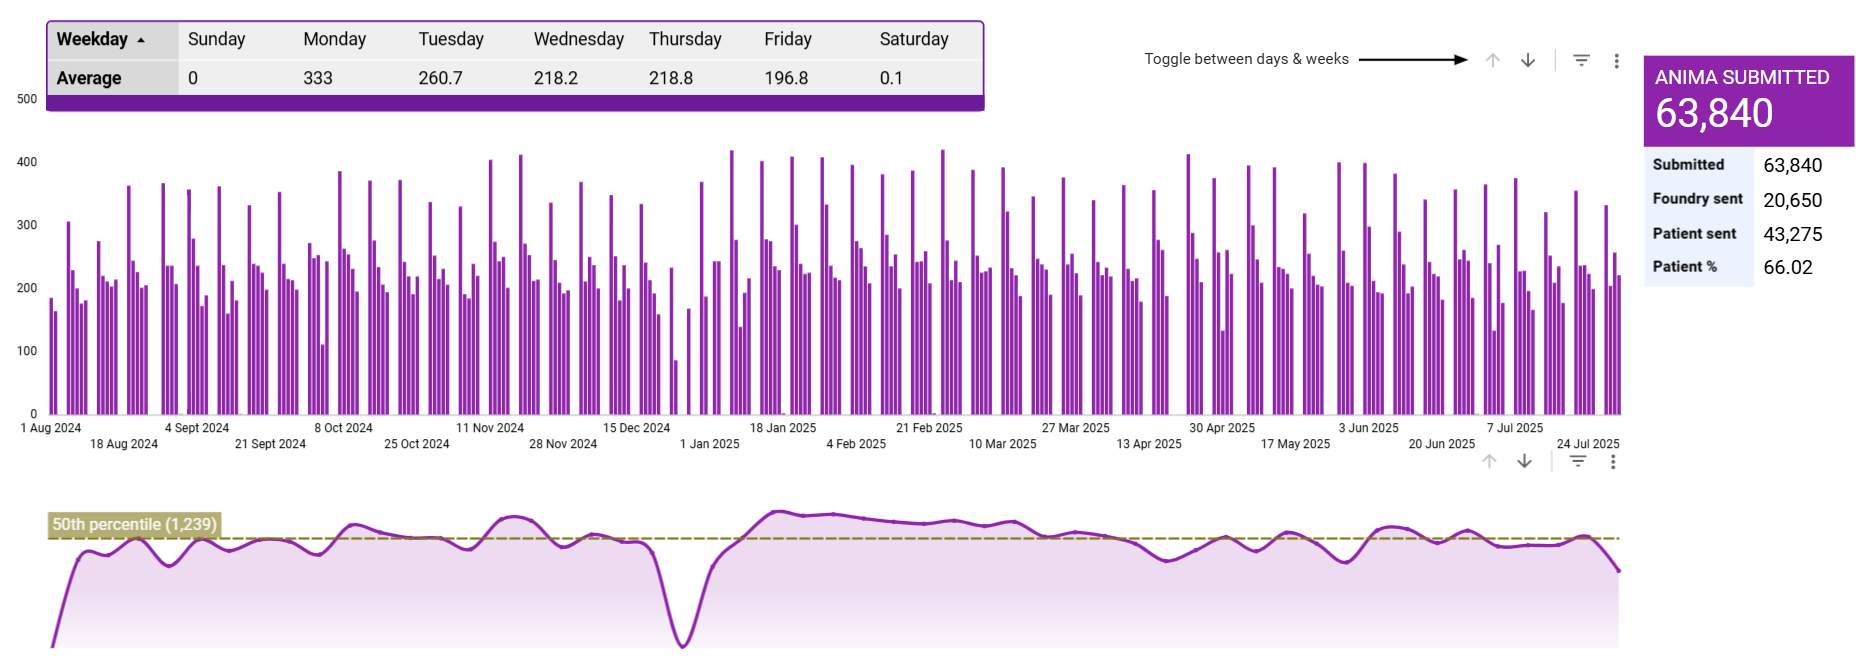 Weekday Sunday Monday Tuesday Wednesday Thursday Friday Saturday
Average 0 333 260.7 218.2 218.8 196.8 0.1
Toggle between days & weeks
ANIMA SUBMITTED
63,840
Submitted 63,840
Foundry sent 20,650
Patient sent 43,275
Patient % 66.02
500
400
300
200
100
0
1 Aug 2024 4 Sept 2024 8 Oct 2024 11 Nov 2024 15 Dec 2024 18 Jan 2025 21 Feb 2025 27 Mar 2025 30 Apr 2025 3 Jun 2025 7 Jul 2025
18 Aug 2024 21 Sept 2024 25 Oct 2024 28 Nov 2024 1 Jan 2025 4 Feb 2025 10 Mar 2025 13 Apr 2025 17 May 2025 20 Jun 2025 24 Jul 2025
50th percentile (1,239)